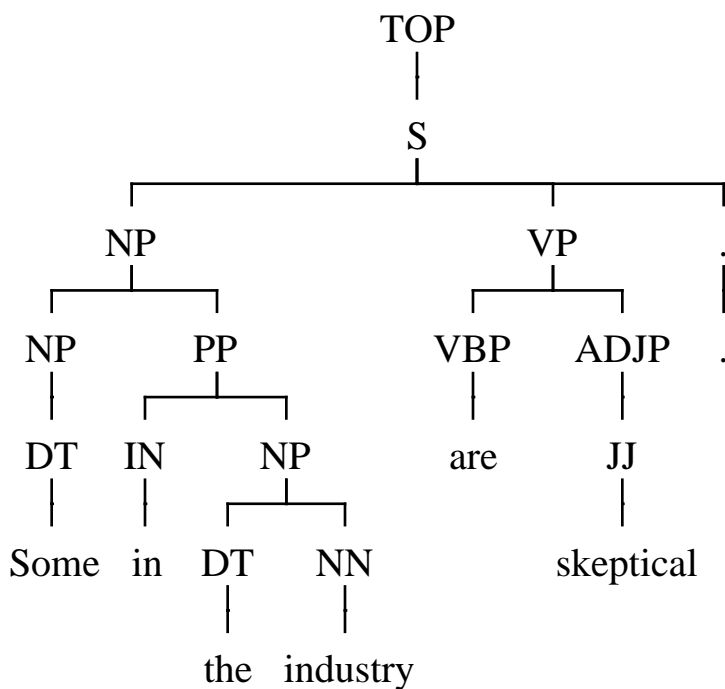 TOP
S
NP VP .
NP PP VBP ADJP .
DT IN NP are JJ
Some in DT NN skeptical
the industry